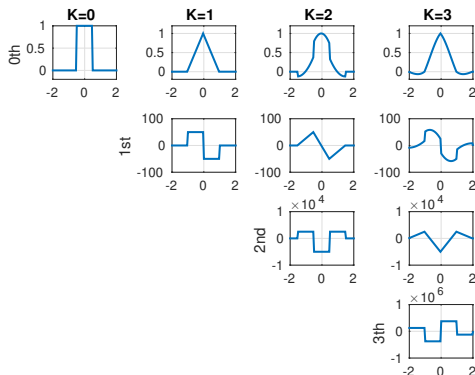 K=0 K=1 K=2 K=3
0th
1 0.5 0 1 0.5 0 1 0.5 0 1 0.5 0
-2 0 2 -2 0 2 -2 0 2 -2 0 2
1st
100 0 -100 100 0 -100 100 0 -100
-2 0 2 -2 0 2 -2 0 2
× 10^4 × 10^4
2nd
1 0 -1 1 0 -1
-2 0 2 -2 0 2
× 10^6
3th
1 0 -1
-2 0 2